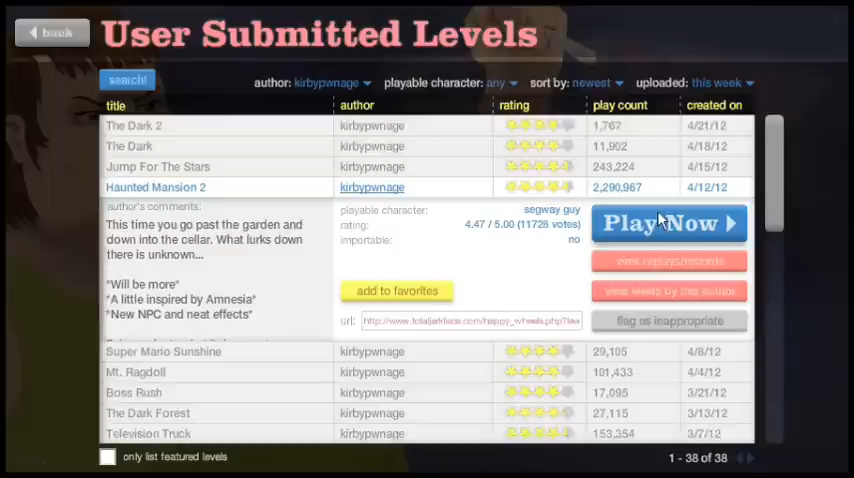 back
User Submitted Levels
search!
author: kirbypwnage playable character: any sort by: newest uploaded: this week
title author rating play count created on
The Dark 2 kirbypwnage 1,767 4/21/12
The Dark kirbypwnage 11,902 4/18/12
Jump For The Stars kirbypwnage 243,224 4/15/12
Haunted Mansion 2 kirbypwnage 2,290,967 4/12/12
author's comments:
This time you go past the garden and
down into the cellar. What lurks down
there is unknown...
*Will be more*
*A little inspired by Amnesia*
*New NPC and neat effects*
playable character: segway guy
rating: 4.47 / 5.00 (11728 votes)
importable: no
add to favorites
url: http://www.totaljerkface.com/happy_wheels.php?lev
Play Now
view replays/records
view levels by this author
flag as inappropriate
Super Mario Sunshine kirbypwnage 29,105 4/8/12
Mt. Ragdoll kirbypwnage 101,433 4/4/12
Boss Rush kirbypwnage 17,095 3/21/12
The Dark Forest kirbypwnage 27,115 3/13/12
Television Truck kirbypwnage 153,354 3/7/12
only list featured levels
1 - 38 of 38